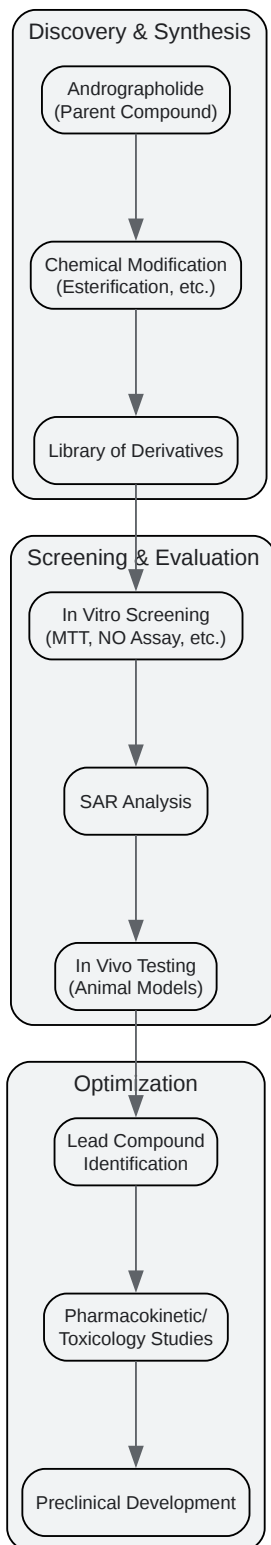 Discovery & Synthesis
Andrographolide
(Parent Compound)
Chemical Modification
(Esterification, etc.)
Library of Derivatives
Screening & Evaluation
In Vitro Screening
(MTT, NO Assay, etc.)
SAR Analysis
In Vivo Testing
(Animal Models)
Optimization
Lead Compound
Identification
Pharmacokinetic/
Toxicology Studies
Preclinical Development